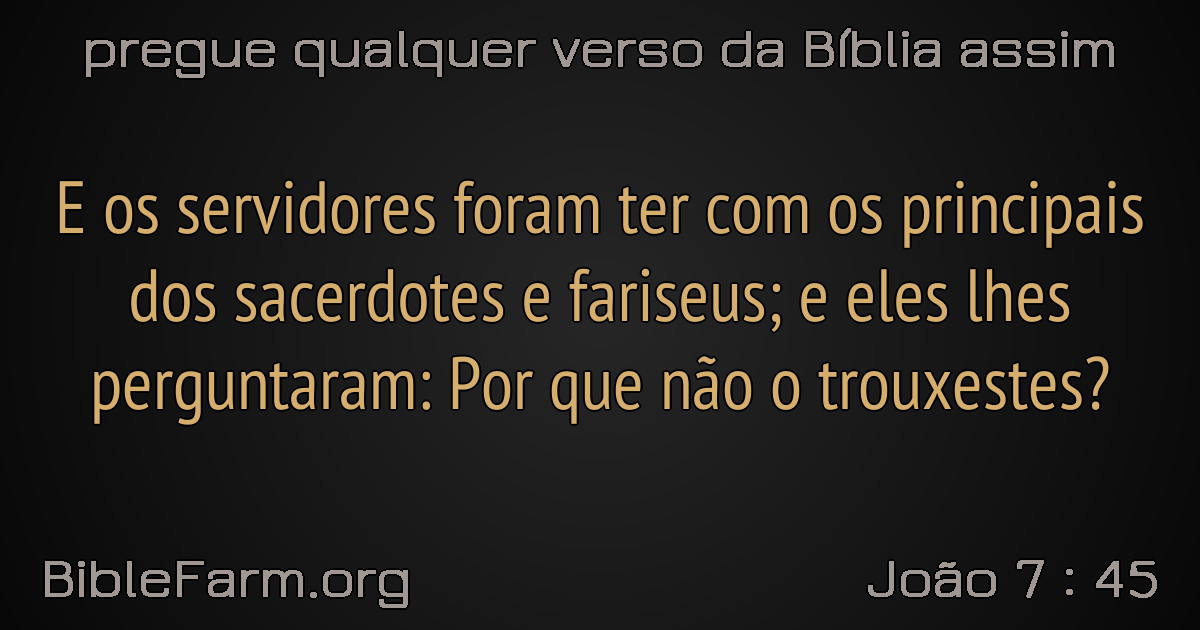 pregue qualquer verso da Bíblia assim
E os servidores foram ter com os principais
dos sacerdotes e fariseus; e eles lhes
perguntaram: Por que não o trouxestes?
BibleFarm.org
João 7 : 45